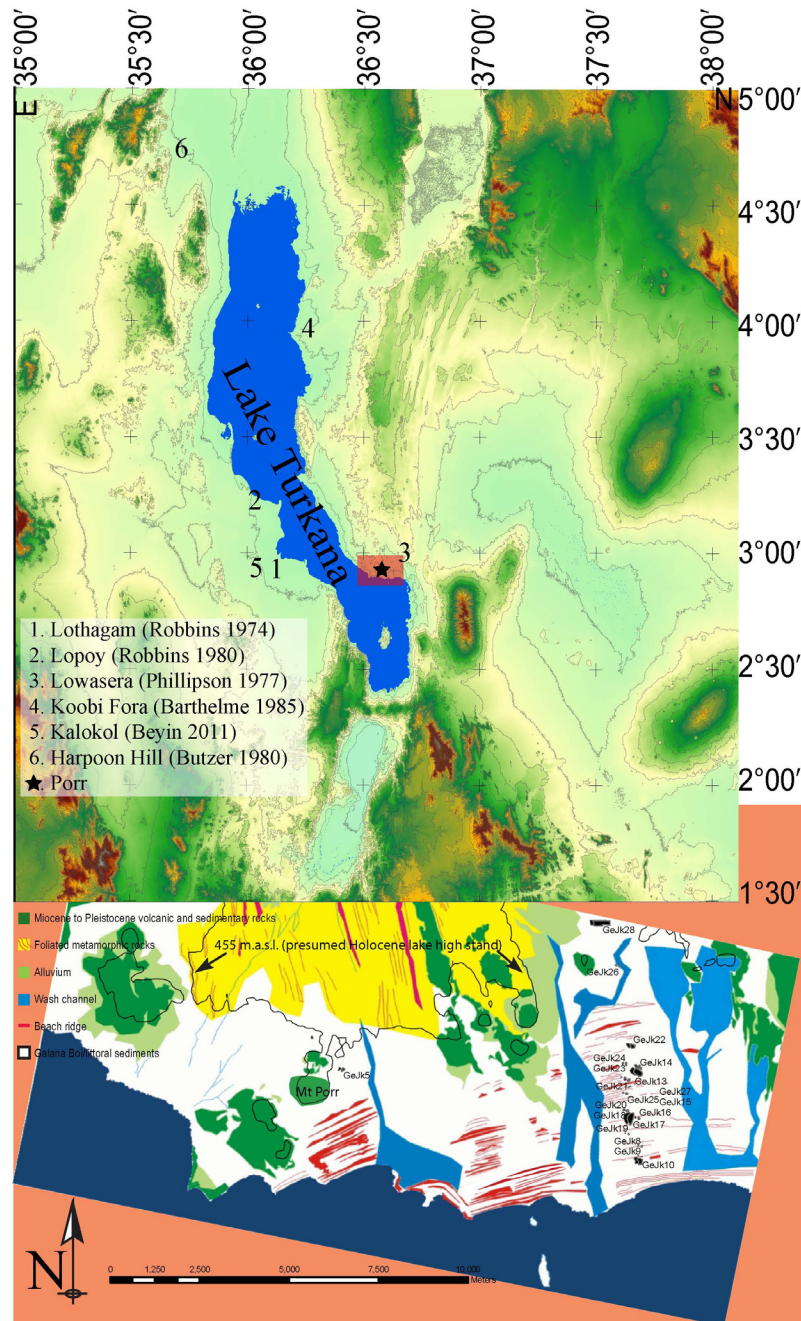 35°00′
35°30′
36°00′
36°30′
37°00′
37°30′
38°00′
E
N
5°00′
4°30′
4°00′
3°30′
3°00′
2°30′
2°00′
1°30′
6
4
Lake Turkana
2
3
5 1
1. Lothagam (Robbins 1974)
2. Lopoy (Robbins 1980)
3. Lowasera (Phillipson 1977)
4. Koobi Fora (Barthelme 1985)
5. Kalokol (Beyin 2011)
6. Harpoon Hill (Butzer 1980)
★. Porr
Miocene to Pleistocene volcanic and sedimentary rocks
Foliated metamorphic rocks
Alluvium
Wash channel
Beach ridge
Galana Boi/littoral sediments
455 m.a.s.l. (presumed Holocene lake high stand)
Mt Porr
GeJk5
GeJk28
GeJk26
GeJk22
GeJk24
GeJk14
GeJk23
GeJk13
GeJk21
GeJk27
GeJk25
GeJk15
GeJk20
GeJk16
GeJk18
GeJk17
GeJk19
GeJk8
GeJk9
GeJk10
N
0 1,250 2,500 5,000 7,500 10,000
Meters